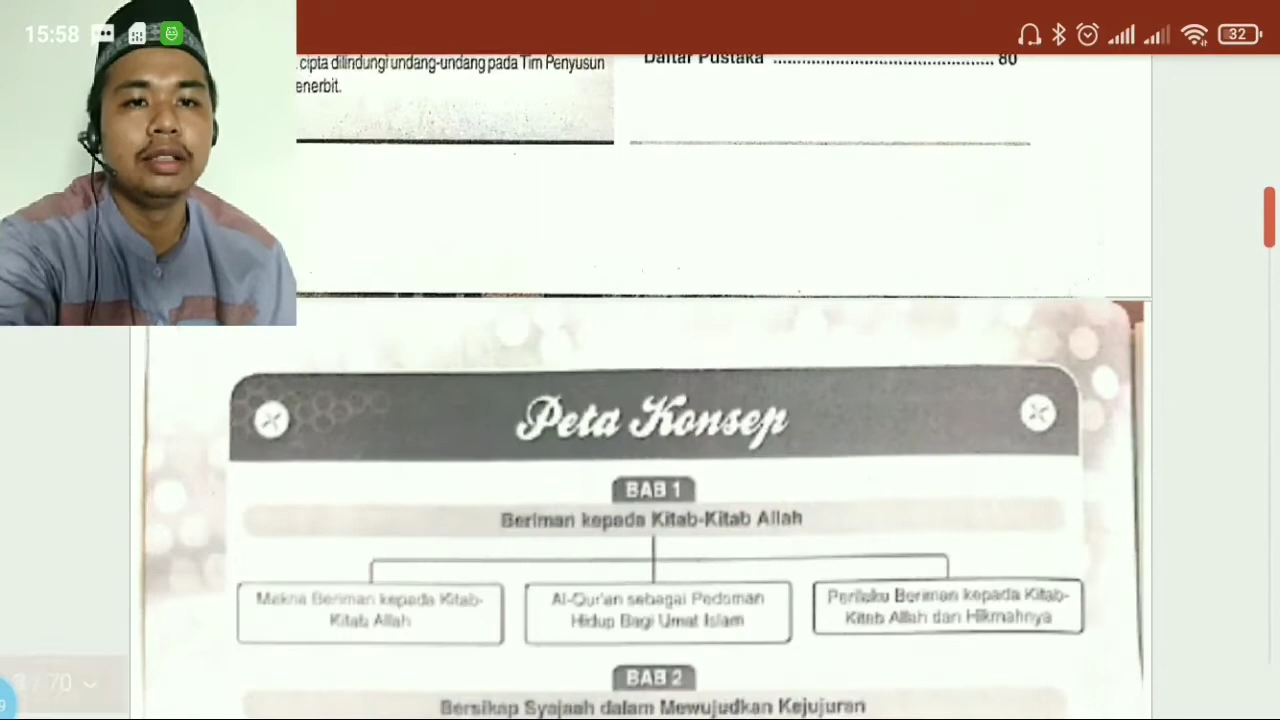 15:58
32
cipta dilindungi undang-undang pada Tim Penyusun
enerbit.
Daftar Pustaka ................................................ 80
Peta Konsep
BAB 1
Beriman kepada Kitab-Kitab Allah
Makna Beriman kepada Kitab-
Kitab Allah
Al-Qur'an sebagai Pedoman
Hidup Bagi Umat Islam
Perilaku Beriman kepada Kitab-
Kitab Allah dan Hikmahnya
BAB 2
Bersikap Syajaah dalam Mewujudkan Kejujuran
/ 70
9